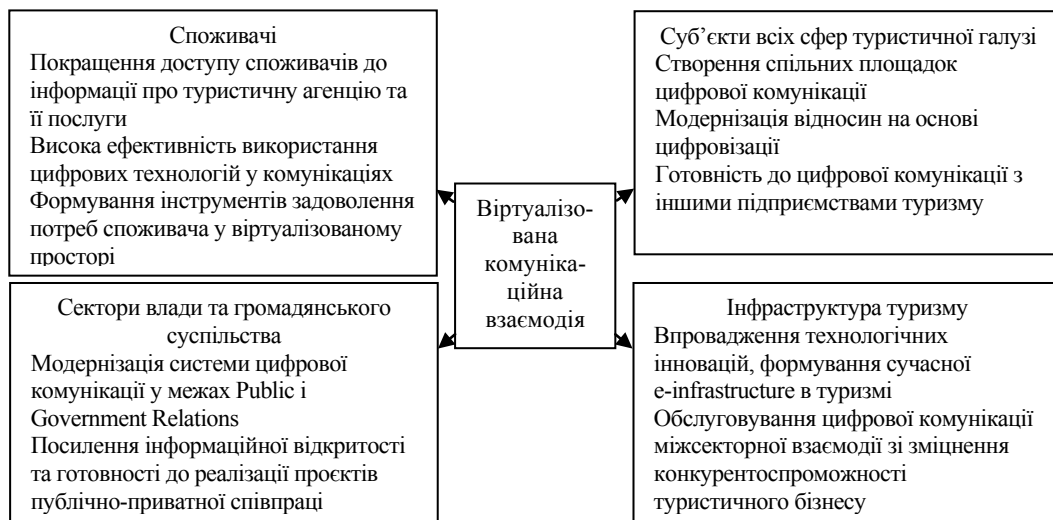 Споживачі
Покращення доступу споживачів до
інформації про туристичну агенцію та
її послуги
Висока ефективність використання
цифрових технологій у комунікаціях
Формування інструментів задоволення
потреб споживача у віртуалізованому
просторі
Суб’єкти всіх сфер туристичної галузі
Створення спільних площадок
цифрової комунікації
Модернізація відносин на основі
цифровізації
Готовність до цифрової комунікації з
іншими підприємствами туризму
Віртуалізо-
вана
комуніка-
ційна
взаємодія
Сектори влади та громадянського
суспільства
Модернізація системи цифрової
комунікації у межах Public і
Government Relations
Посилення інформаційної відкритості
та готовності до реалізації проєктів
публічно-приватної співпраці
Інфраструктура туризму
Впровадження технологічних
інновацій, формування сучасної
e-infrastructure в туризмі
Обслуговування цифрової комунікації
міжсекторної взаємодії зі зміцнення
конкурентоспроможності
туристичного бізнесу